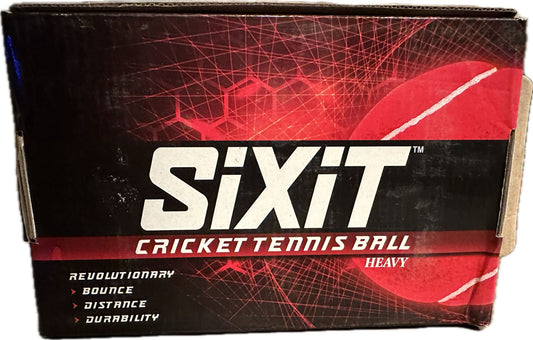 SiXiT™
CRICKET TENNIS BALL
HEAVY
REVOLUTIONARY
BOUNCE
DISTANCE
DURABILITY